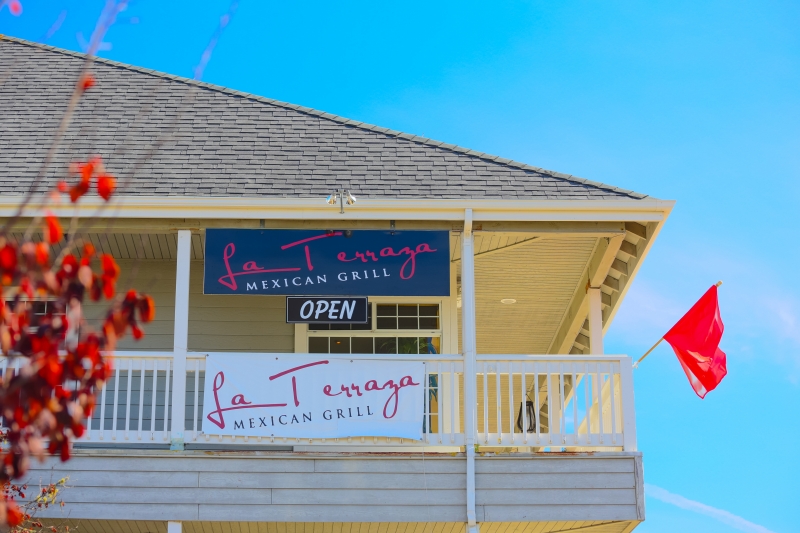 La Terraza
MEXICAN GRILL
OPEN
La Terraza
MEXICAN GRILL